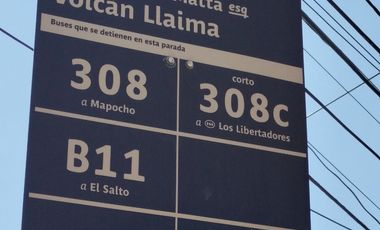 Matta esq
Volcán Llaima
Buses que se detienen en esta parada
308
a Mapocho
corto
308c
a Los Libertadores
B11
a El Salto